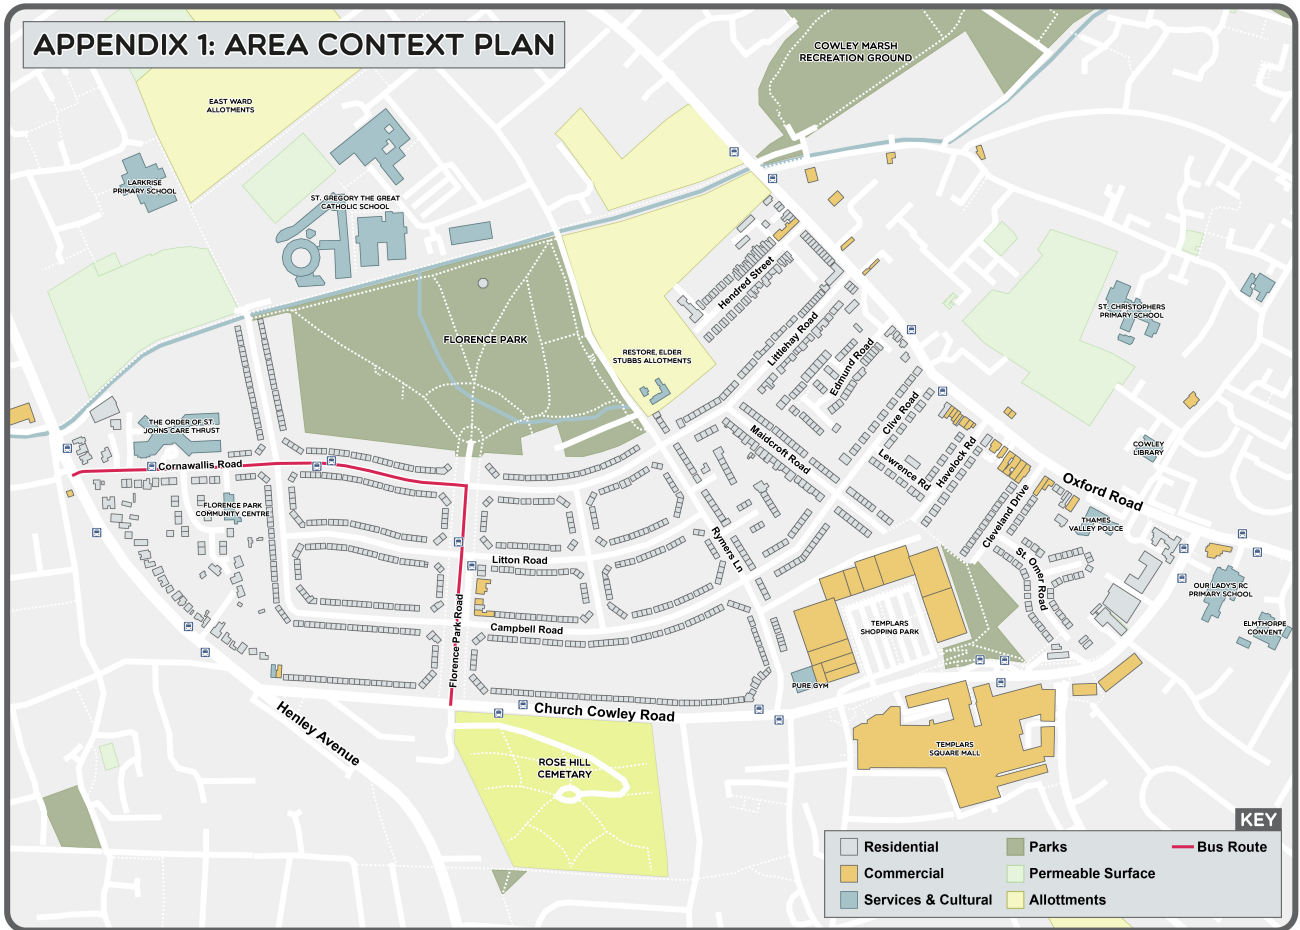 APPENDIX 1: AREA CONTEXT PLAN
COWLEY MARSH
RECREATION GROUND
EAST WARD
ALLOTMENTS
LARKRISE
PRIMARY SCHOOL
ST. GREGORY THE GREAT
CATHOLIC SCHOOL
Hendred Street
ST. CHRISTOPHERS
PRIMARY SCHOOL
FLORENCE PARK
Littlehay Road
RESTORE, ELDER
STUBBS ALLOTMENTS
Edmund Road
Clive Road
THE ORDER OF ST.
JOHNS CARE THRUST
Maidcroft Road
COWLEY
LIBRARY
Cornawallis Road
Lewrence Rd
Havelock Rd
Oxford Road
FLORENCE PARK
COMMUNITY CENTRE
Cleveland Drive
THAMES
VALLEY POLICE
Rymers Ln
Litton Road
St. Omer Road
OUR LADY'S RC
PRIMARY SCHOOL
Florence Park Road
Campbell Road
TEMPLARS
SHOPPING PARK
ELMTHORPE
CONVENT
PURE GYM
Church Cowley Road
Henley Avenue
TEMPLARS
SQUARE MALL
ROSE HILL
CEMETARY
KEY
Residential
Commercial
Services & Cultural
Parks
Permeable Surface
Allottments
Bus Route